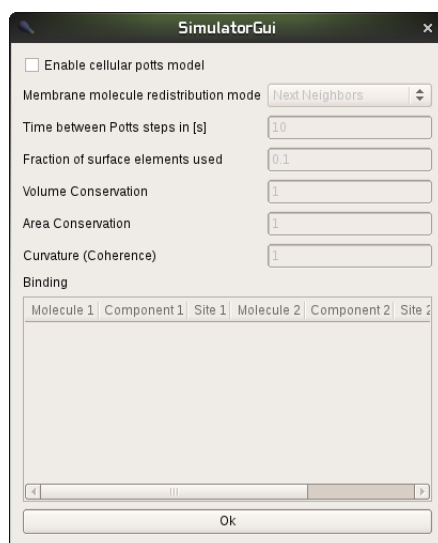 SimulatorGui
Enable cellular potts model
Membrane molecule redistribution mode Next Neighbors
Time between Potts steps in [s] 10
Fraction of surface elements used 0.1
Volume Conservation 1
Area Conservation 1
Curvature (Coherence) 1
Binding
Molecule 1 Component 1 Site 1 Molecule 2 Component 2 Site 2
Ok